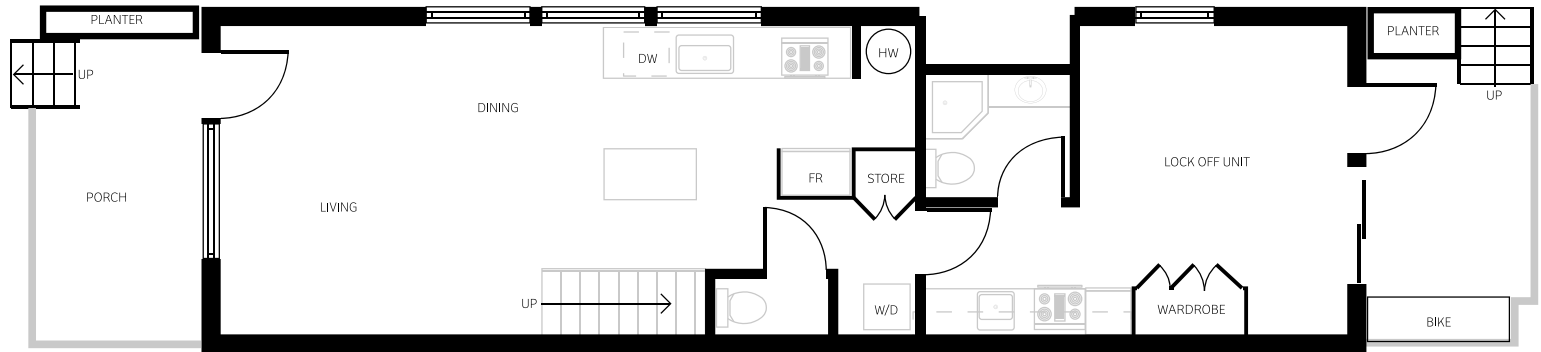 PLANTER
UP
PORCH
LIVING
DINING
DW
HW
FR
STORE
UP
W/D
LOCK OFF UNIT
WARDROBE
PLANTER
UP
BIKE